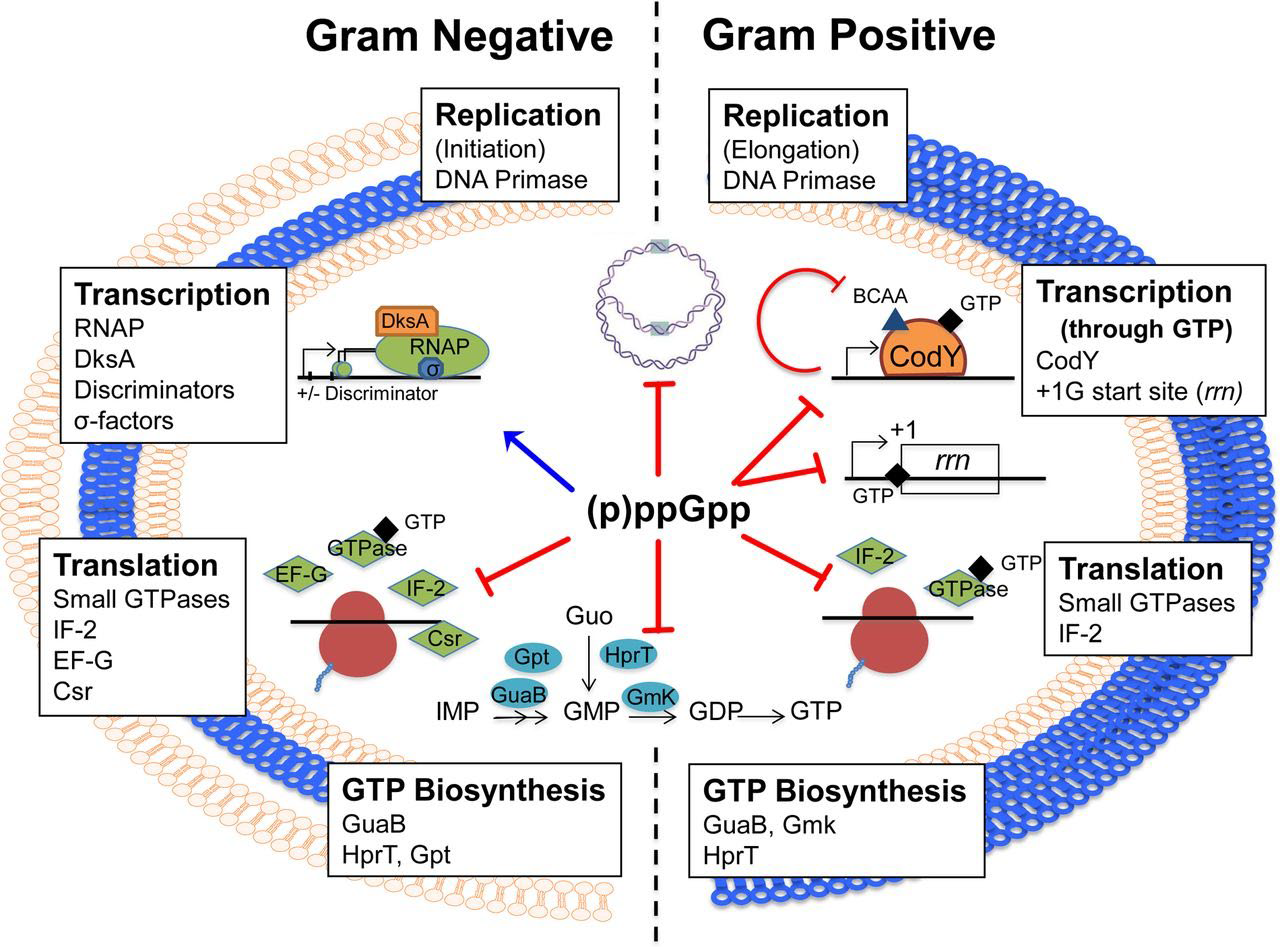 Gram Negative
Gram Positive
Replication
(Initiation)
DNA Primase
Replication
(Elongation)
DNA Primase
Transcription
RNAP
DksA
Discriminators
σ-factors
DksA
RNAP
σ
+/- Discriminator
BCAA
GTP
CodY
Transcription
(through GTP)
CodY
+1G start site (rrn)
+1
rrn
GTP
(p)ppGpp
Translation
Small GTPases
IF-2
EF-G
Csr
GTP
GTPase
EF-G
IF-2
Csr
IF-2
GTP
GTPase
Translation
Small GTPases
IF-2
Guo
Gpt
HprT
GuaB
GmK
IMP
GMP
GDP
GTP
GTP Biosynthesis
GuaB
HprT, Gpt
GTP Biosynthesis
GuaB, Gmk
HprT